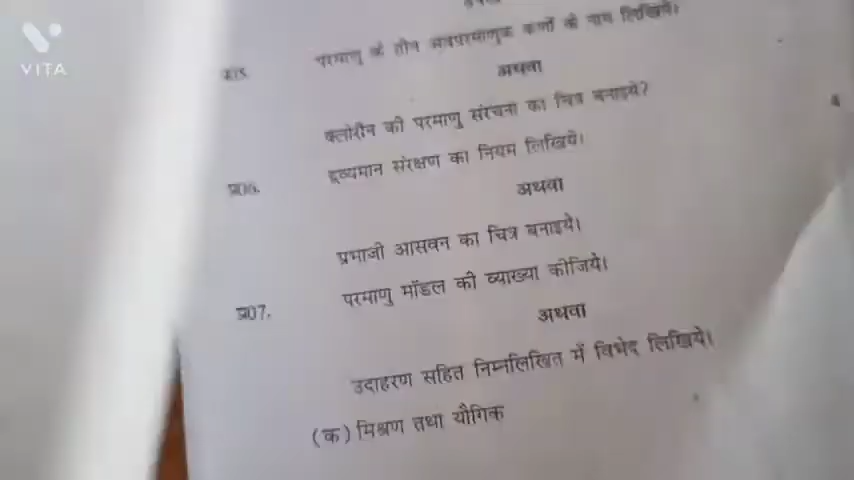 VITA
परमाणु के तीन अवपरमाणुक कणों के नाम लिखिये।
अथवा
क्लोरीन की परमाणु संरचना का चित्र बनाइये?
प्र06. द्रव्यमान संरक्षण का नियम लिखिये।
अथवा
प्रभाजी आसवन का चित्र बनाइये।
प्र07. परमाणु मॉडल की व्याख्या कीजिये।
अथवा
उदाहरण सहित निम्नलिखित में विभेद लिखिये।
(क) मिश्रण तथा यौगिक